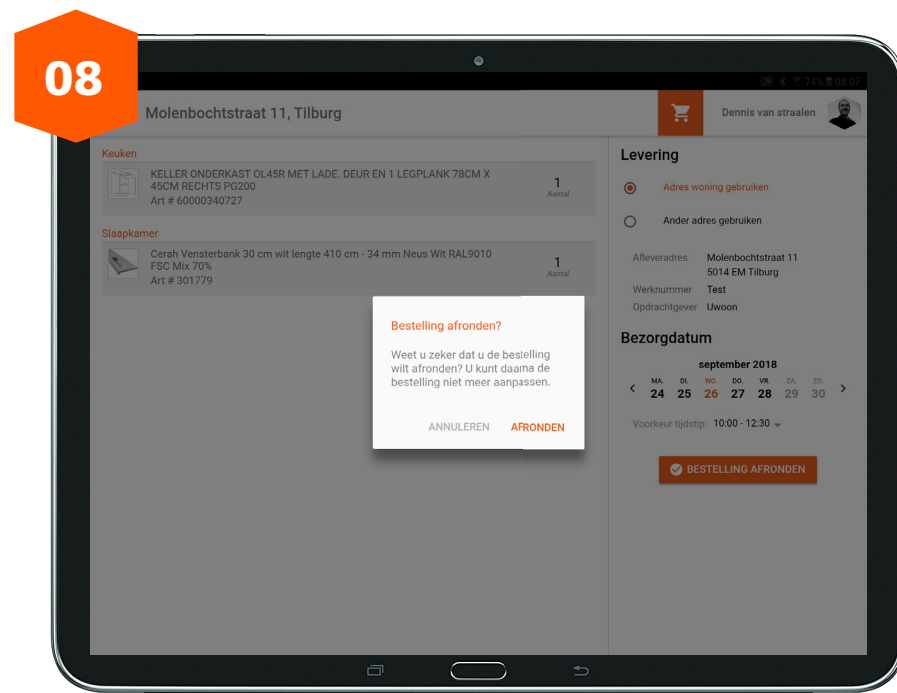 08
74% 08:07
Molenbochtstraat 11, Tilburg
Dennis van straalen
Keuken
KELLER ONDERKAST OL45R MET LADE. DEUR EN 1 LEGPLANK 78CM X
45CM RECHTS PG200
Art # 60000340727
1
Aantal
Slaapkamer
Cerah Vensterbank 30 cm wit lengte 410 cm - 34 mm Neus Wit RAL9010
FSC Mix 70%
Art # 301779
1
Aantal
Bestelling afronden?
Weet u zeker dat u de bestelling
wilt afronden? U kunt daarna de
bestelling niet meer aanpassen.
ANNULEREN AFRONDEN
Levering
Adres woning gebruiken
Ander adres gebruiken
Afleveradres Molenbochtstraat 11
5014 EM Tilburg
Werknummer Test
Opdrachtgever Uwoon
Bezorgdatum
september 2018
MA. DI. WO. DO. VR. ZA. ZO.
< 24 25 26 27 28 29 30 >
Voorkeur tijdstip: 10:00 - 12:30
BESTELLING AFRONDEN